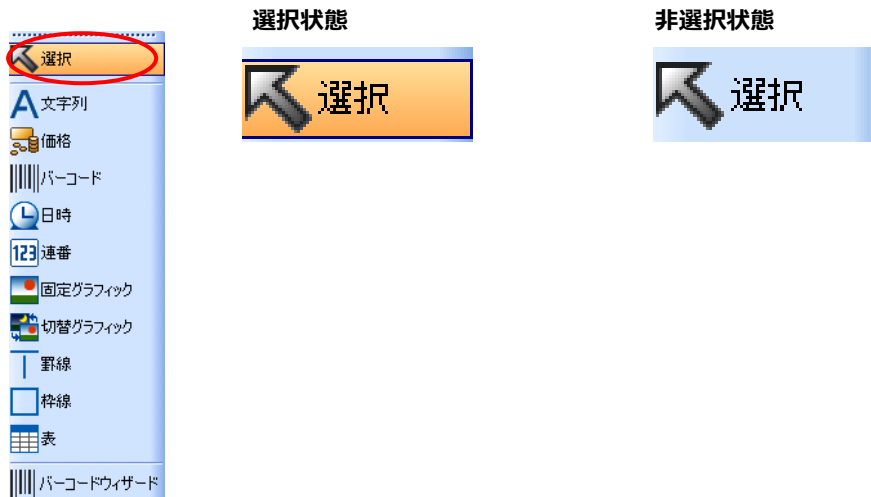 選択状態
非選択状態
選択
選択
選択
文字列
価格
バーコード
日時
123 連番
固定グラフィック
切替グラフィック
罫線
枠線
表
バーコードウィザード